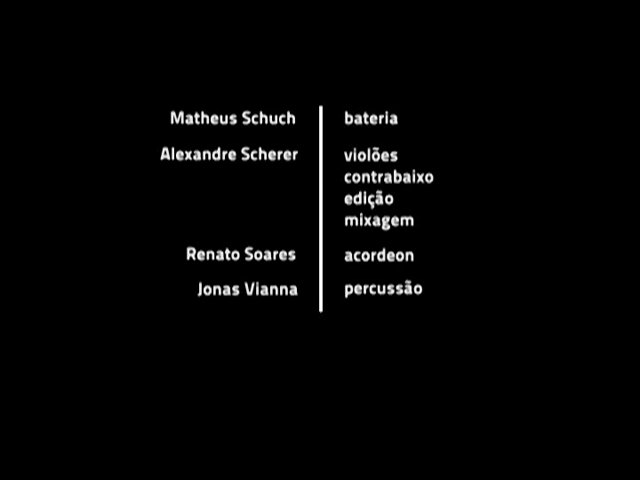 Matheus Schuch bateria
Alexandre Scherer violões
contrabaixo
edição
mixagem
Renato Soares acordeon
Jonas Vianna percussão